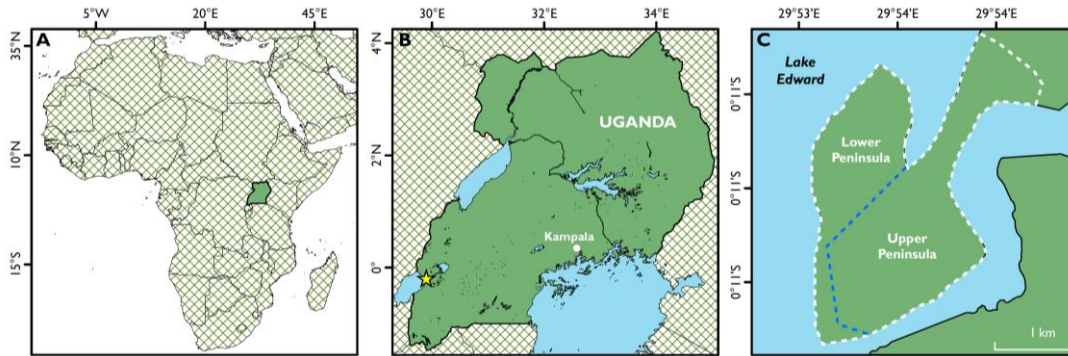 5°W 20°E 45°E
A
35°N
10°N
15°S
30°E 32°E 34°E
B
4°N
2°N
0°
UGANDA
Kampala
29°53'E 29°54'E 29°54'E
C
0°11'S
0°11'S
0°11'S
Lake
Edward
Lower
Peninsula
Upper
Peninsula
1 km